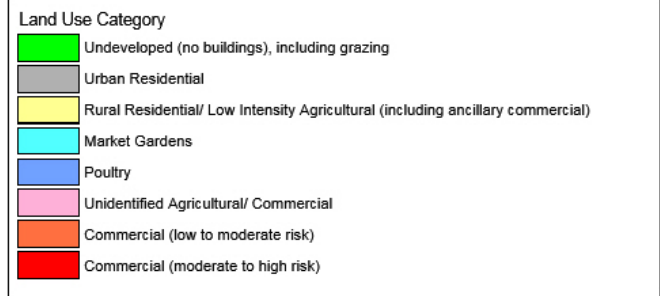 Land Use Category
Undeveloped (no buildings), including grazing
Urban Residential
Rural Residential/ Low Intensity Agricultural (including ancillary commercial)
Market Gardens
Poultry
Unidentified Agricultural/ Commercial
Commercial (low to moderate risk)
Commercial (moderate to high risk)